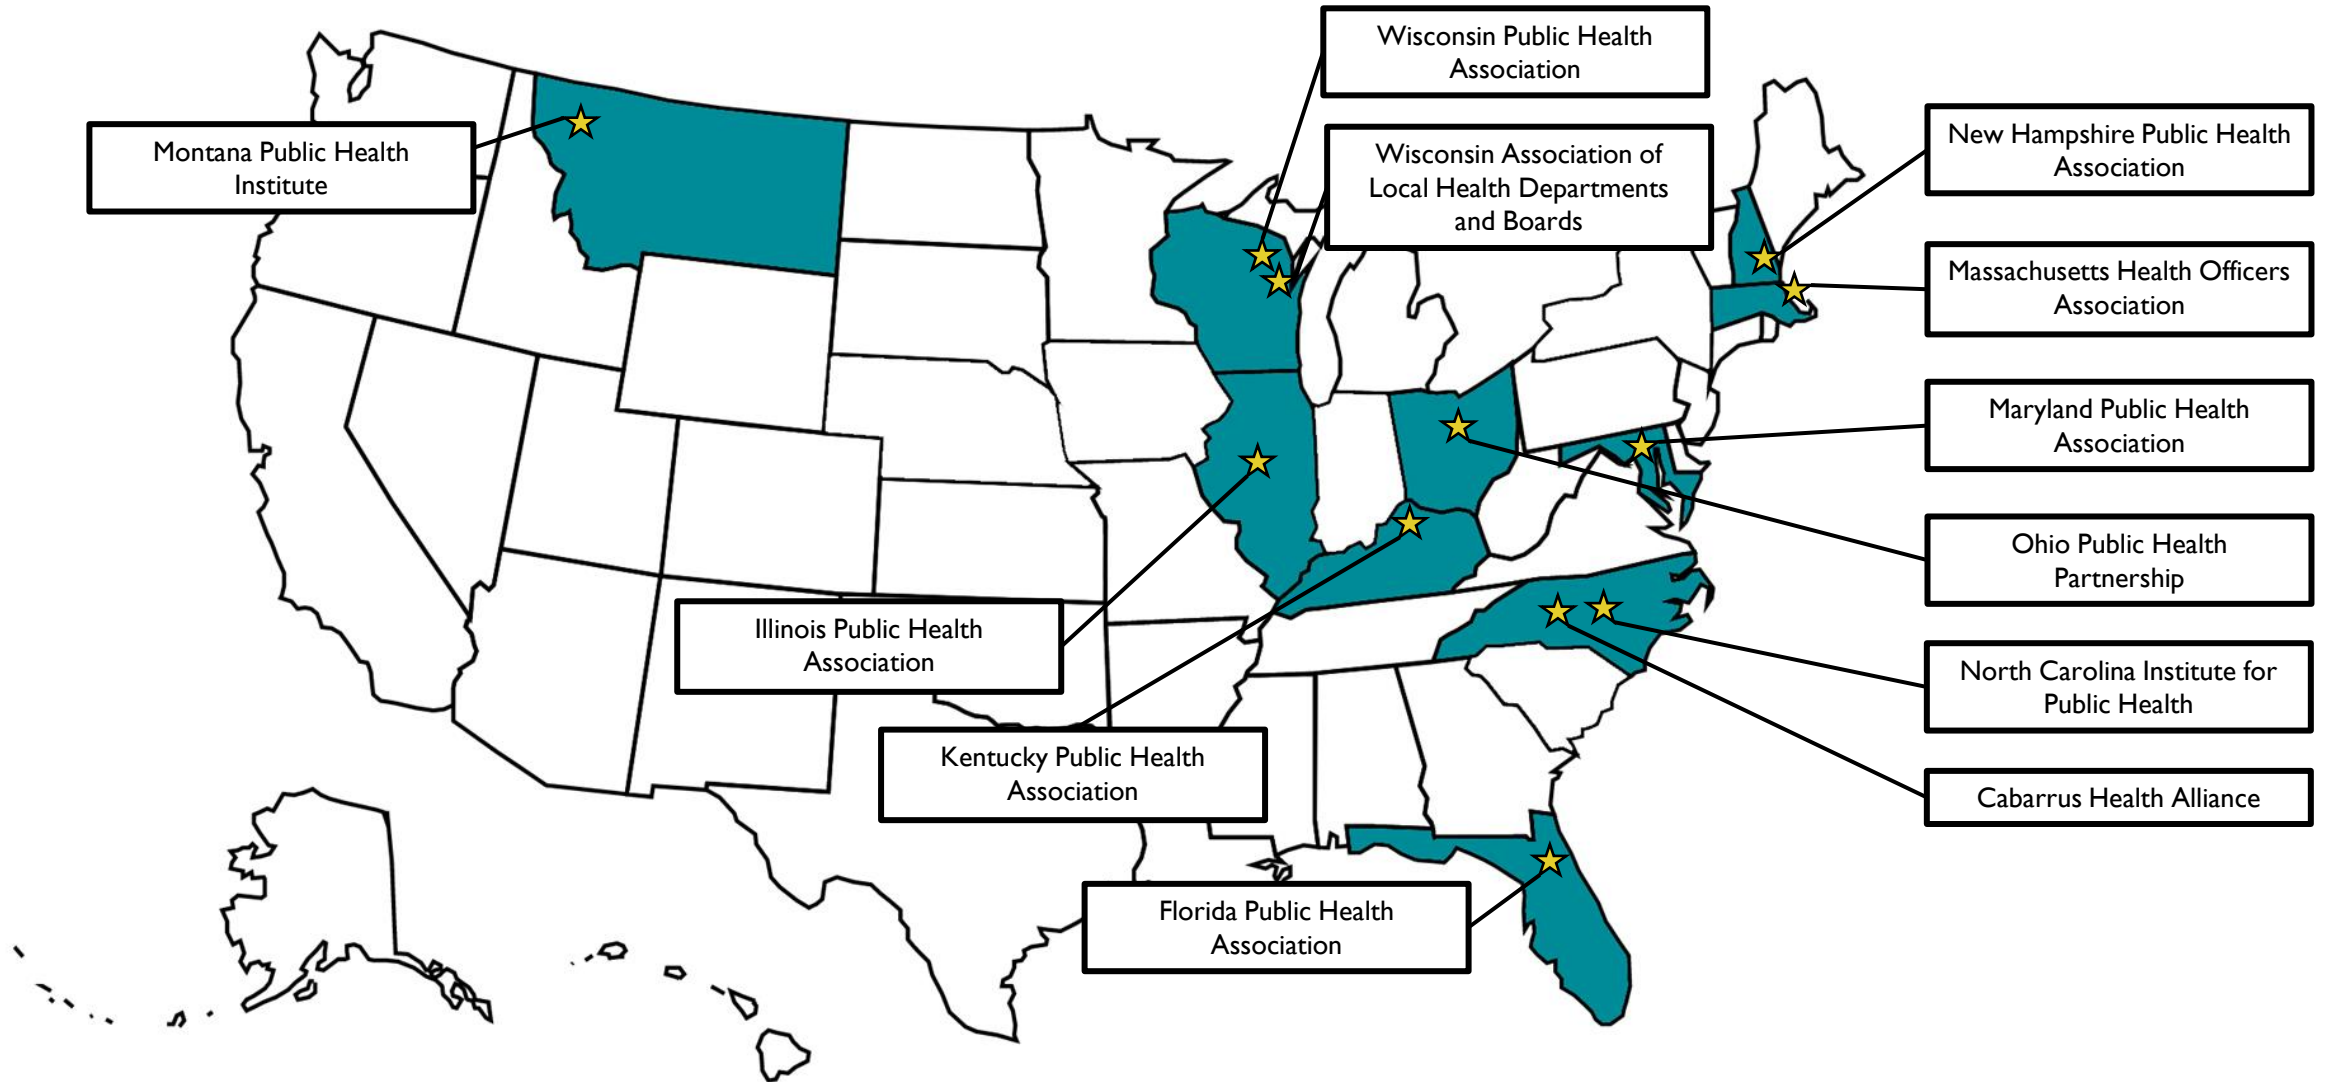 Wisconsin Public Health
Association
Montana Public Health
Institute
Wisconsin Association of
Local Health Departments
and Boards
New Hampshire Public Health
Association
Massachusetts Health Officers
Association
Maryland Public Health
Association
Ohio Public Health
Partnership
Illinois Public Health
Association
North Carolina Institute for
Public Health
Kentucky Public Health
Association
Cabarrus Health Alliance
Florida Public Health
Association